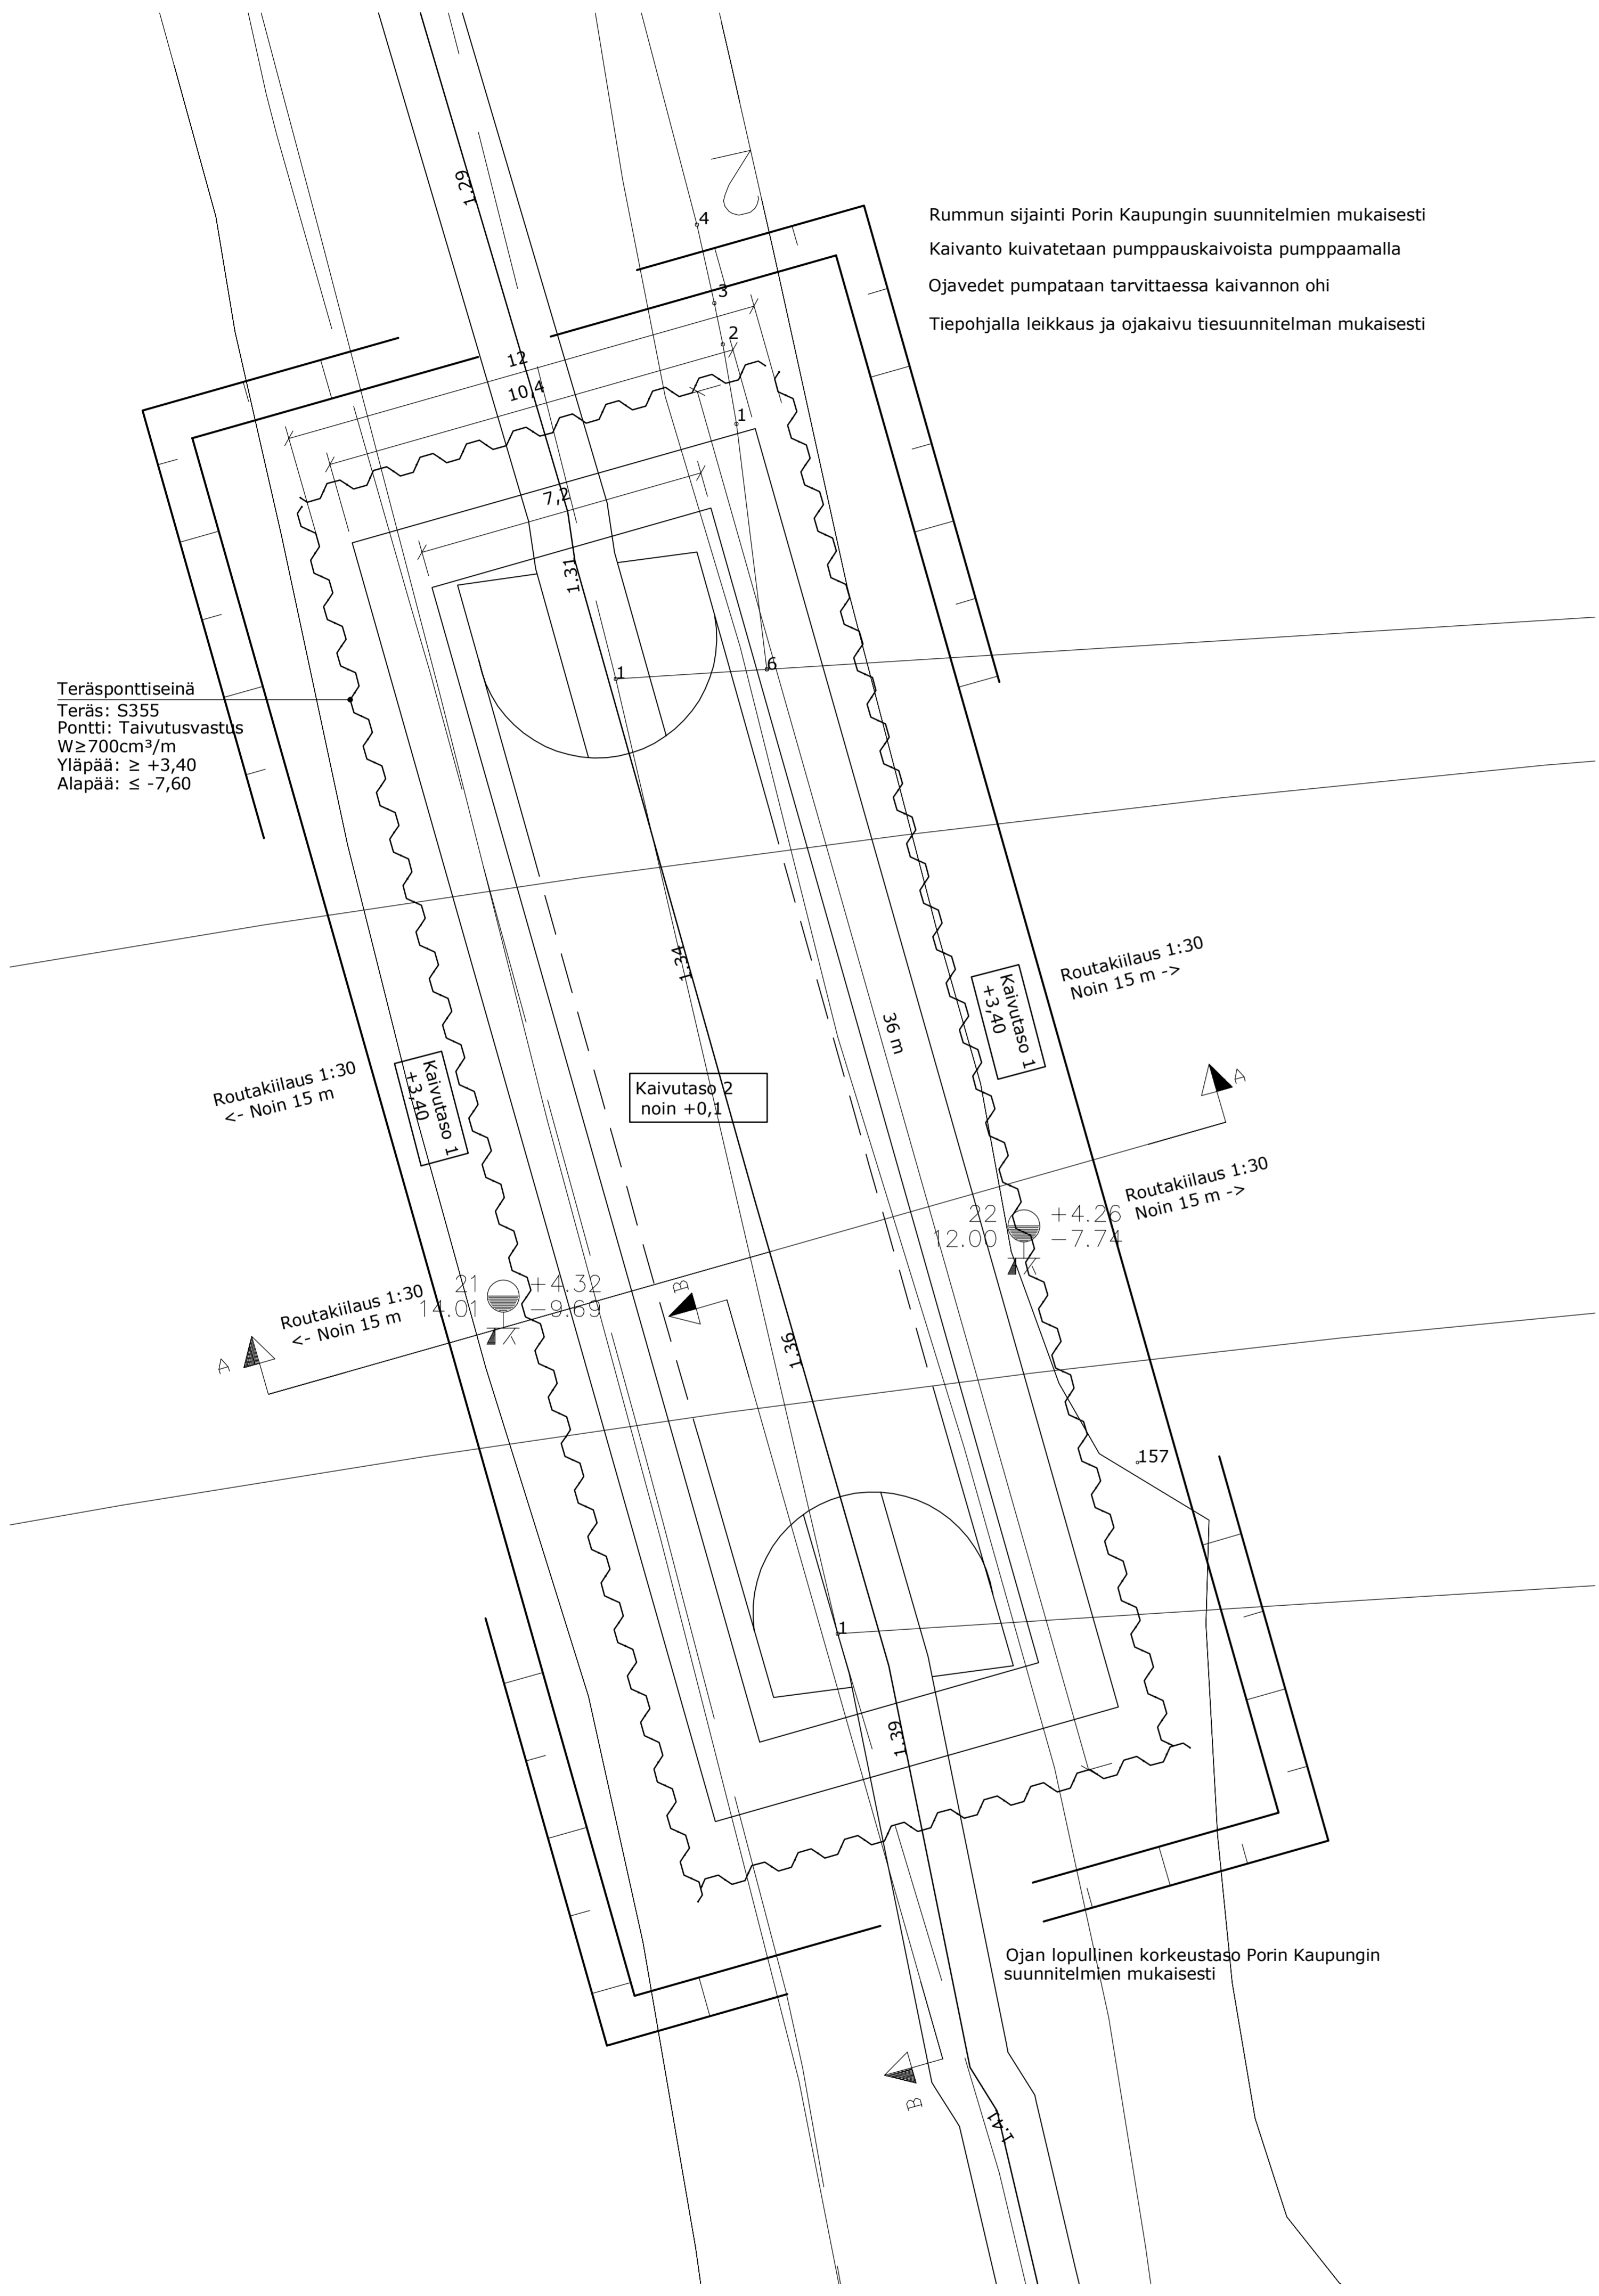 1.29
4
Rummun sijainti Porin Kaupungin suunnitelmien mukaisesti
Kaivanto kuivatetaan pumppauskaivoista pumppaamalla
Ojavedet pumpataan tarvittaessa kaivannon ohi
Tiepohjalla leikkaus ja ojakaivu tiesuunnitelman mukaisesti
3
2
12
10,4
1
7,2
1.31
1
6
Teräsponttiseinä
Teräs: S355
Pontti: Taivutusvastus
W≥700cm³/m
Yläpää: ≥ +3,40
Alapää: ≤ -7,60
1.34
36 m
Kaivutaso 1
+3,40
Routakiilaus 1:30
Noin 15 m ->
Routakiilaus 1:30
<- Noin 15 m
Kaivutaso 1
+3,40
Kaivutaso 2
noin +0,1
A
Routakiilaus 1:30
Noin 15 m ->
22 +4.26
12.00 -7.74
21 +4.32
14.01 -9.69
B
Routakiilaus 1:30
<- Noin 15 m
A
1.36
157
1
1.39
Ojan lopullinen korkeustaso Porin Kaupungin
suunnitelmien mukaisesti
B
1.41